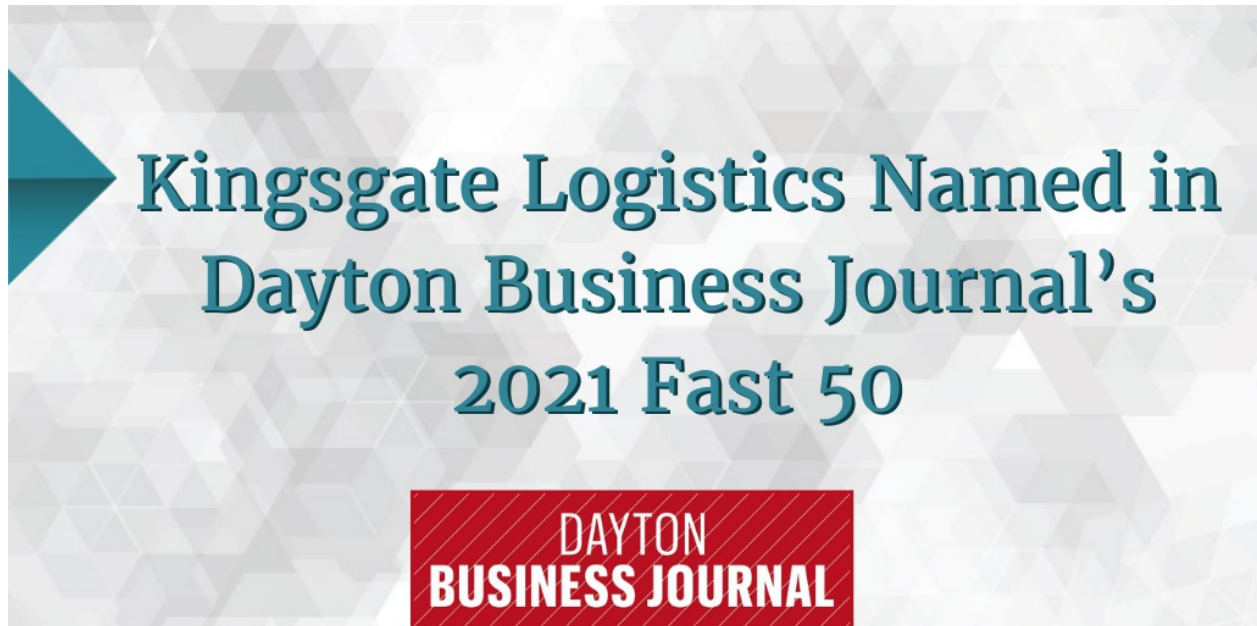 Kingsgate Logistics Named in
Dayton Business Journal’s
2021 Fast 50
DAYTON
BUSINESS JOURNAL